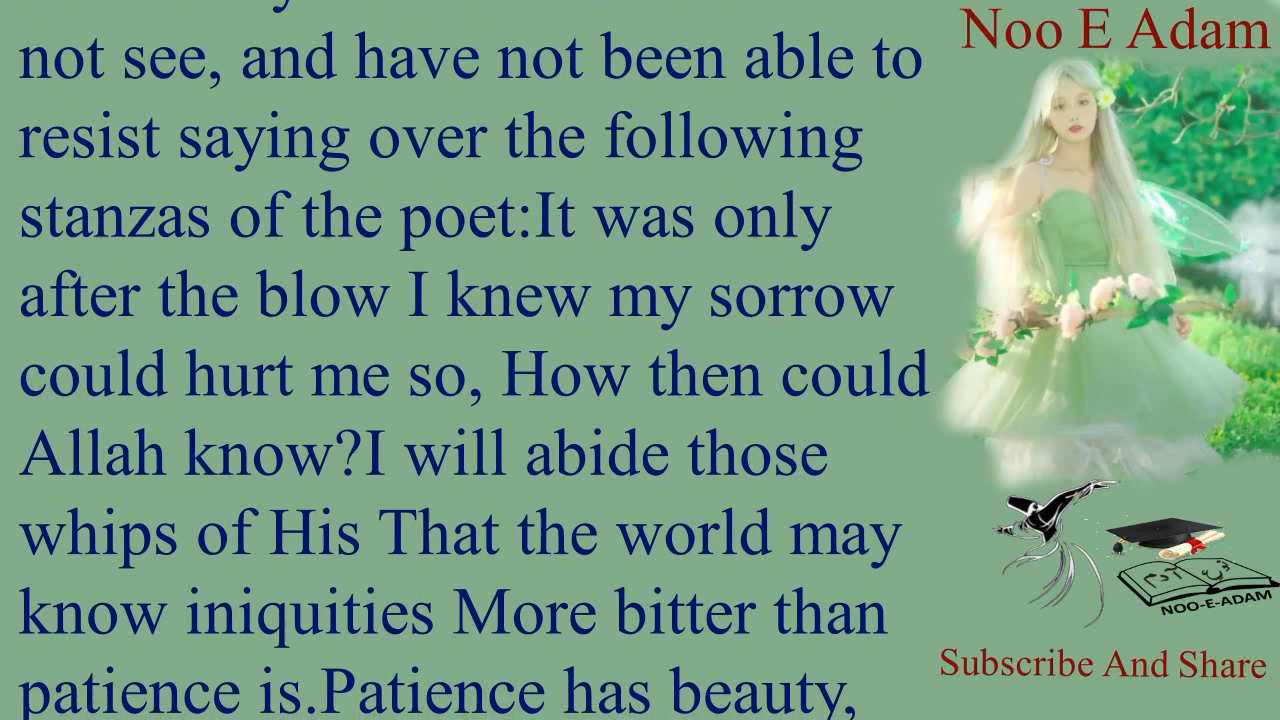 not see, and have not been able to
resist saying over the following
stanzas of the poet:It was only
after the blow I knew my sorrow
could hurt me so, How then could
Allah know?I will abide those
whips of His That the world may
know iniquities More bitter than
patience is.Patience has beauty,
Noo E Adam
نوع آدم
NOO-E-ADAM
Subscribe And Share